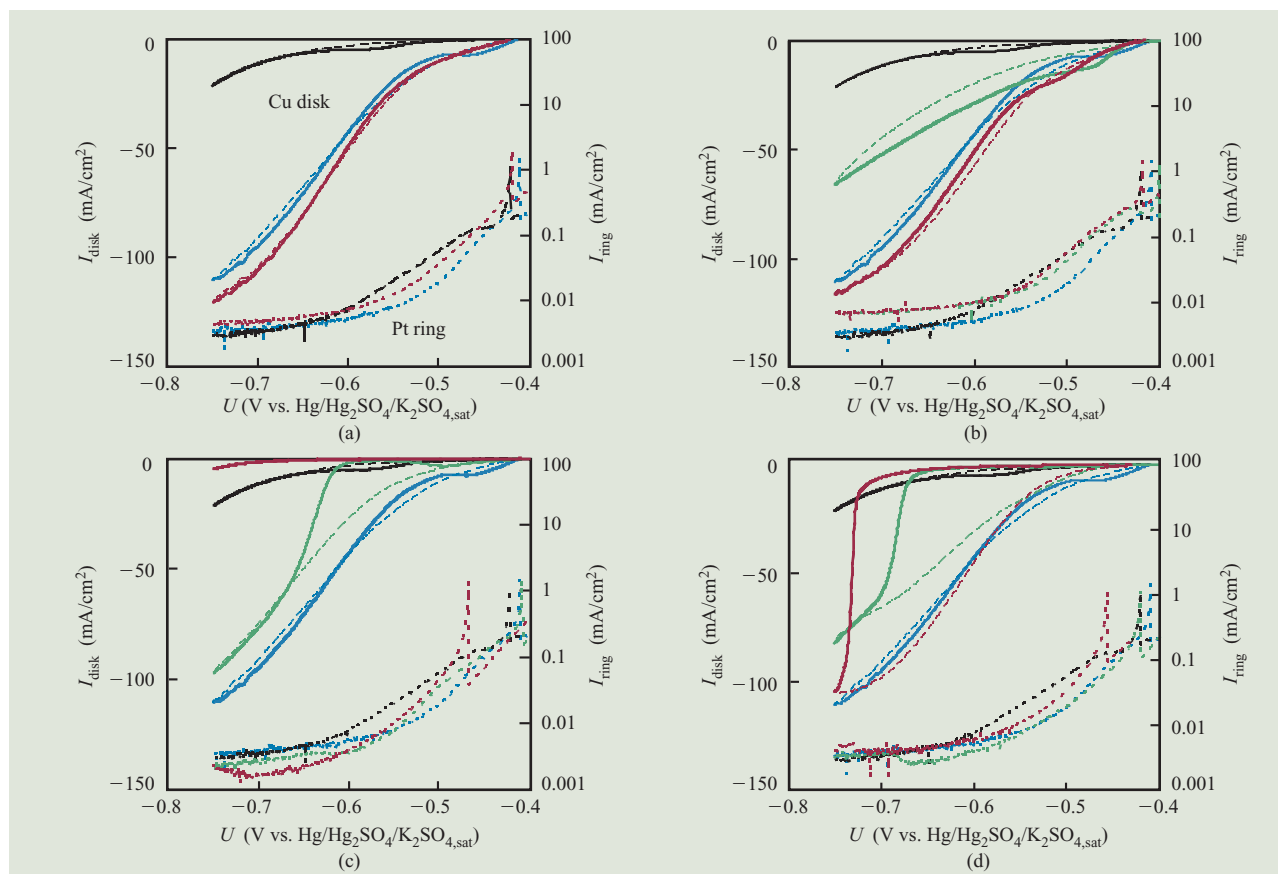 0
−50
−100
−150
I_disk (mA/cm²)
Cu disk
Pt ring
100
10
1
0.1
0.01
0.001
I_ring (mA/cm²)
−0.8 −0.7 −0.6 −0.5 −0.4
U (V vs. Hg/Hg₂SO₄/K₂SO₄,sat)
(a)
0
−50
−100
−150
I_disk (mA/cm²)
100
10
1
0.1
0.01
0.001
I_ring (mA/cm²)
−0.8 −0.7 −0.6 −0.5 −0.4
U (V vs. Hg/Hg₂SO₄/K₂SO₄,sat)
(b)
0
−50
−100
−150
I_disk (mA/cm²)
100
10
1
0.1
0.01
0.001
I_ring (mA/cm²)
−0.8 −0.7 −0.6 −0.5 −0.4
U (V vs. Hg/Hg₂SO₄/K₂SO₄,sat)
(c)
0
−50
−100
−150
I_disk (mA/cm²)
100
10
1
0.1
0.01
0.001
I_ring (mA/cm²)
−0.8 −0.7 −0.6 −0.5 −0.4
U (V vs. Hg/Hg₂SO₄/K₂SO₄,sat)
(d)